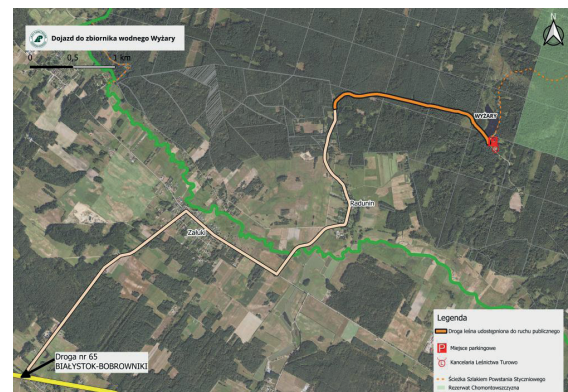 Dojazd do zbiornika wodnego Wyżary
0 0,5 1 km
N
WYŻARY
Radunin
Załuki
Droga nr 65
BIAŁYSTOK-BOBROWNIKI
Legenda
Droga leśna udostępniona do ruchu publicznego
P Miejsce parkingowe
Kancelaria Leśnictwa Turowo
Ścieżka Szlakiem Powstania Styczniowego
Rezerwat Chomontowszczyzna